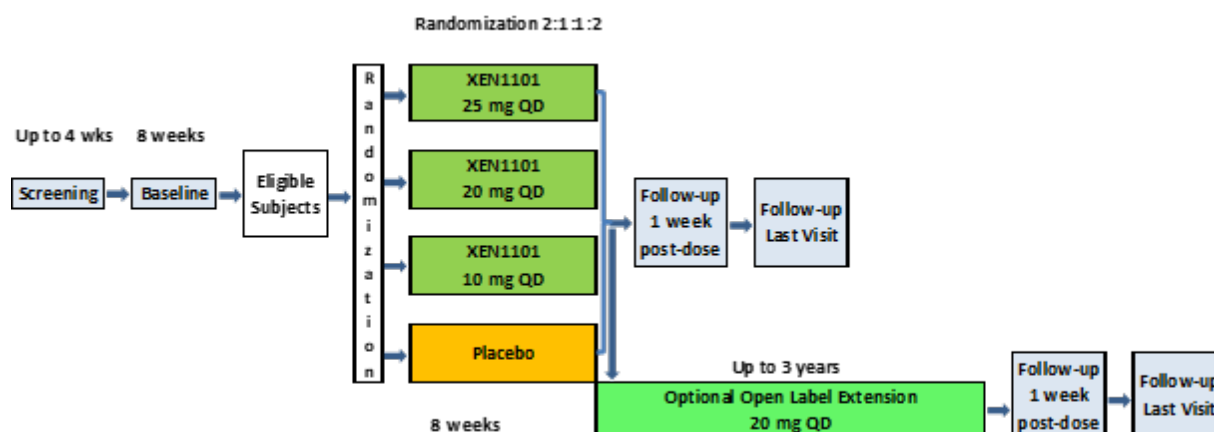 Randomization 2:1:1:2
Up to 4 wks
8 weeks
Screening
Baseline
Eligible
Subjects
Randomization
XEN1101
25 mg QD
XEN1101
20 mg QD
XEN1101
10 mg QD
Placebo
8 weeks
Follow-up
1 week
post-dose
Follow-up
Last Visit
Up to 3 years
Optional Open Label Extension
20 mg QD
Follow-up
1 week
post-dose
Follow-up
Last Visit